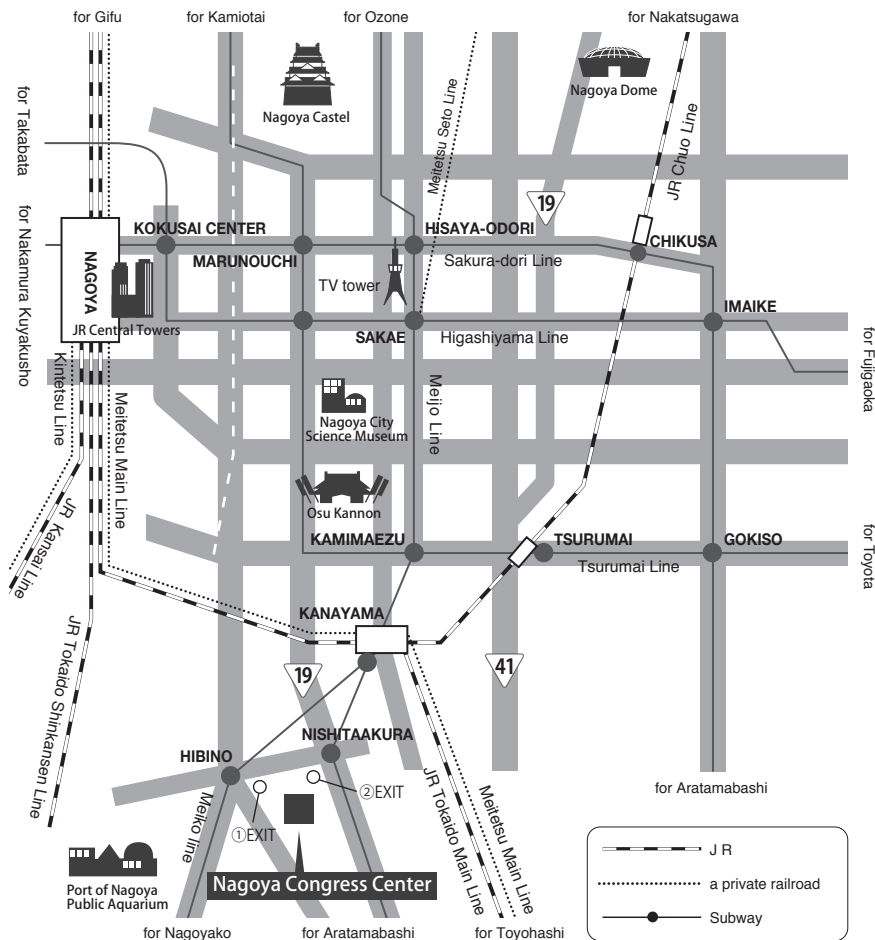 for Gifu
for Kamiotai
for Ozone
for Nakatsugawa
for Takabata
Nagoya Castel
Meitetsu Seto Line
Nagoya Dome
JR Chuo Line
19
for Nakamura Kuyakusho
NAGOYA
KOKUSAI CENTER
MARUNOUCHI
HISAYA-ODORI
Sakura-dori Line
CHIKUSA
TV tower
JR Central Towers
SAKAE
Higashiyama Line
IMAIKE
for Fujigaoka
Kintetsu Line
Meitetsu Main Line
Nagoya City
Science Museum
Meijo Line
Osu Kannon
JR Kansai Line
KAMIMAEZU
TSURUMAI
Tsurumai Line
GOKISO
for Toyota
JR Tokaido Shinkansen Line
KANAYAMA
19
41
HIBINO
NISHITAAKURA
①EXIT
②EXIT
Meiko line
JR Tokaido Main Line
Meitetsu Main Line
for Aratamabashi
Port of Nagoya
Public Aquarium
Nagoya Congress Center
J R
a private railroad
Subway
for Nagoyako
for Aratamabashi
for Toyohashi